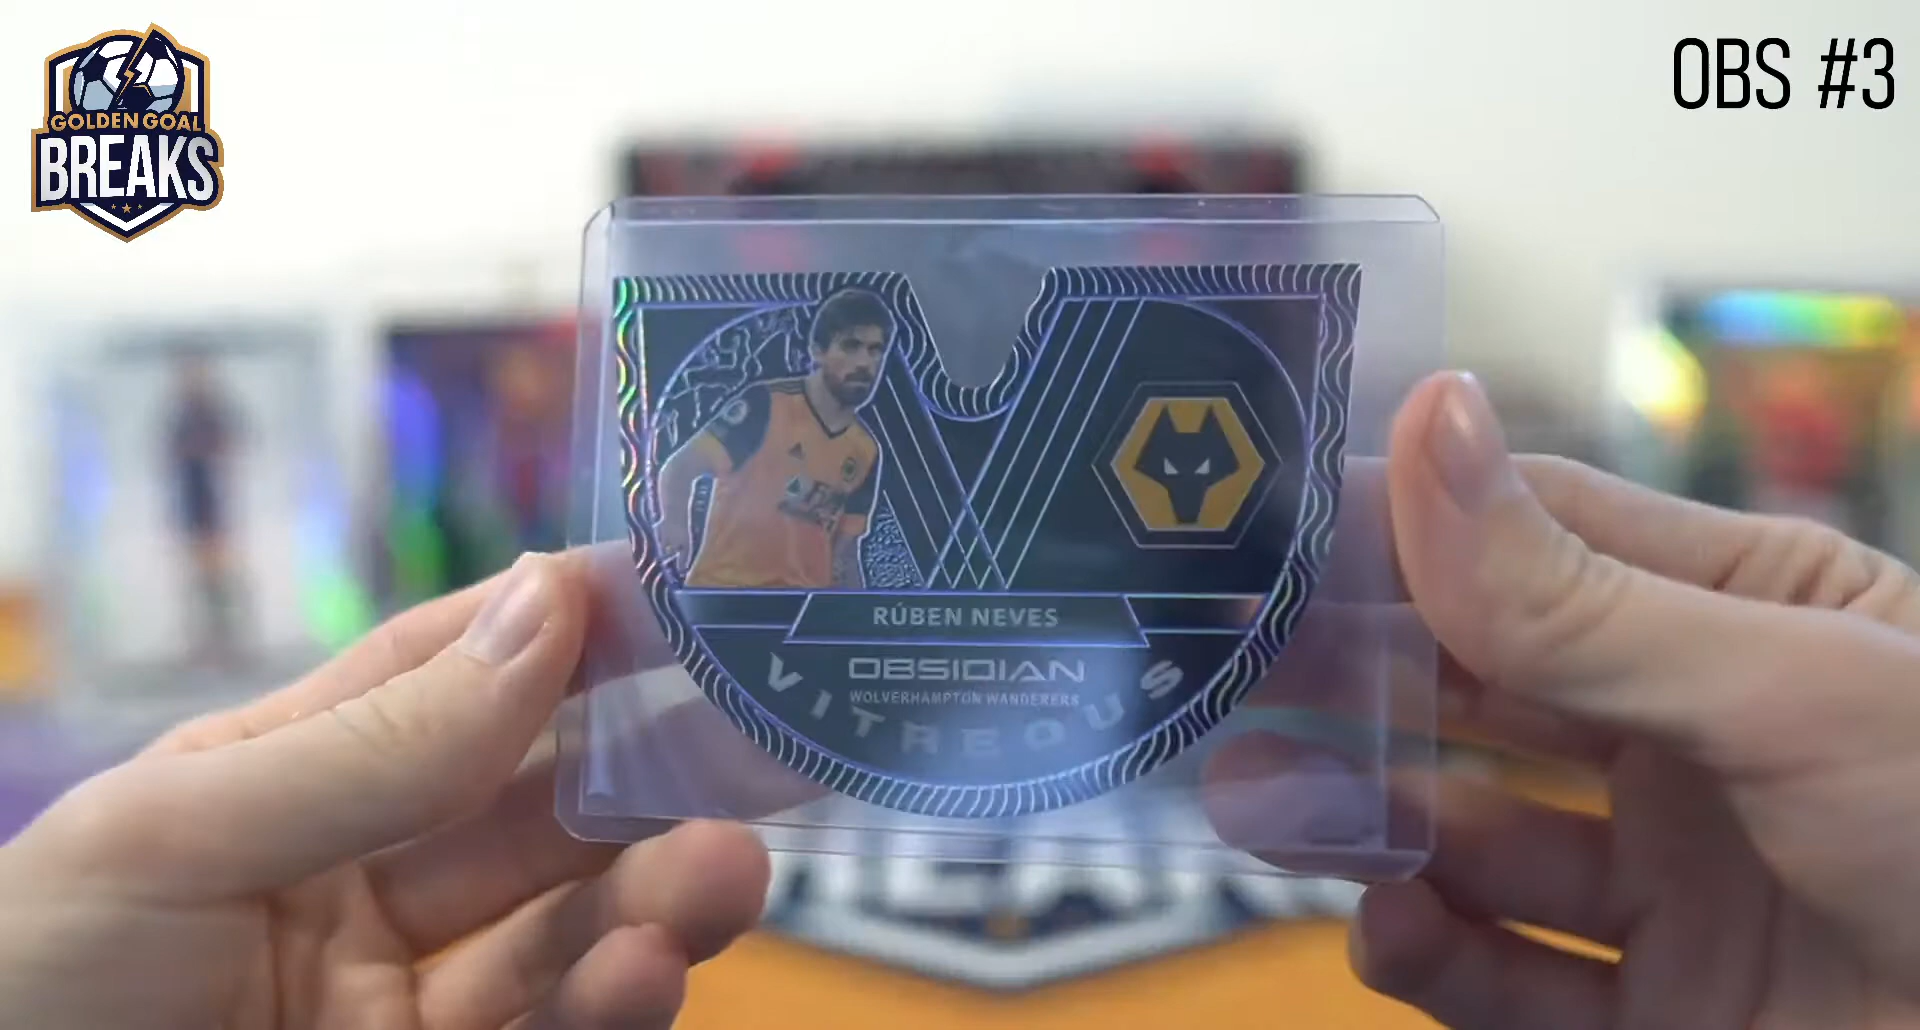 GOLDEN GOAL
BREAKS
OBS #3
RÚBEN NEVES
OBSIDIAN
WOLVERHAMPTON WANDERERS
VITREOUS